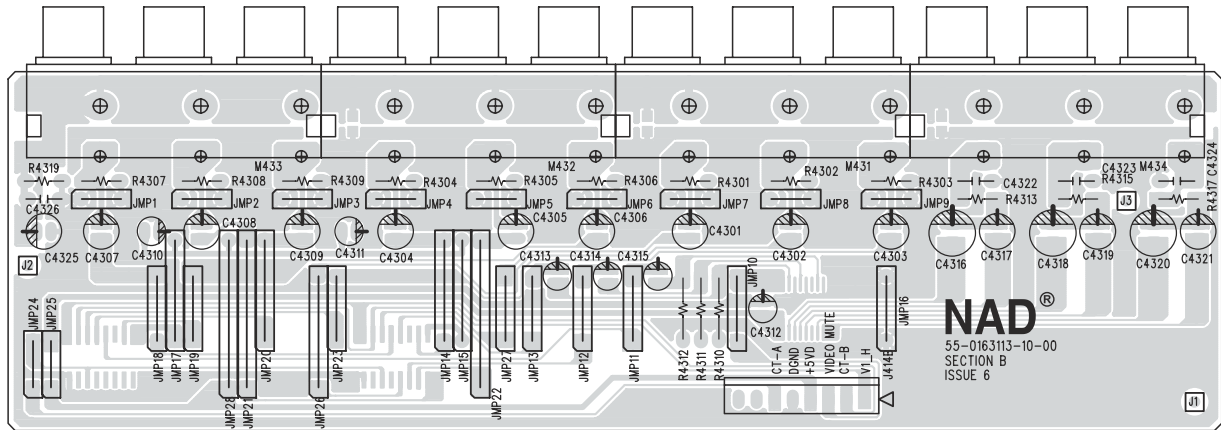 R4319
R4307
M433
R4308
R4309
R4304
R4305
M432
R4306
R4301
R4302
M431
R4303
C4322
R4313
C4323
R4315
M434
C4324
R4317
C4326
JMP1
JMP2
JMP3
JMP4
JMP5
JMP6
JMP7
JMP8
JMP9
J3
C4325
C4307
C4310
C4308
C4309
C4311
C4304
C4305
C4306
C4301
C4302
C4303
C4316
C4317
C4318
C4319
C4320
C4321
J2
C4313
C4314
C4315
JMP10
C4312
JMP16
JMP24
JMP25
JMP18
JMP17
JMP19
JMP28
JMP21
JMP20
JMP26
JMP23
JMP14
JMP15
JMP22
JMP27
JMP13
JMP12
JMP11
R4312
R4311
R4310
CT-A
DGND
+5VD
VIDEO MUTE
CT-B
V1_H
J414B
NAD®
55-0163113-10-00
SECTION B
ISSUE 6
J1